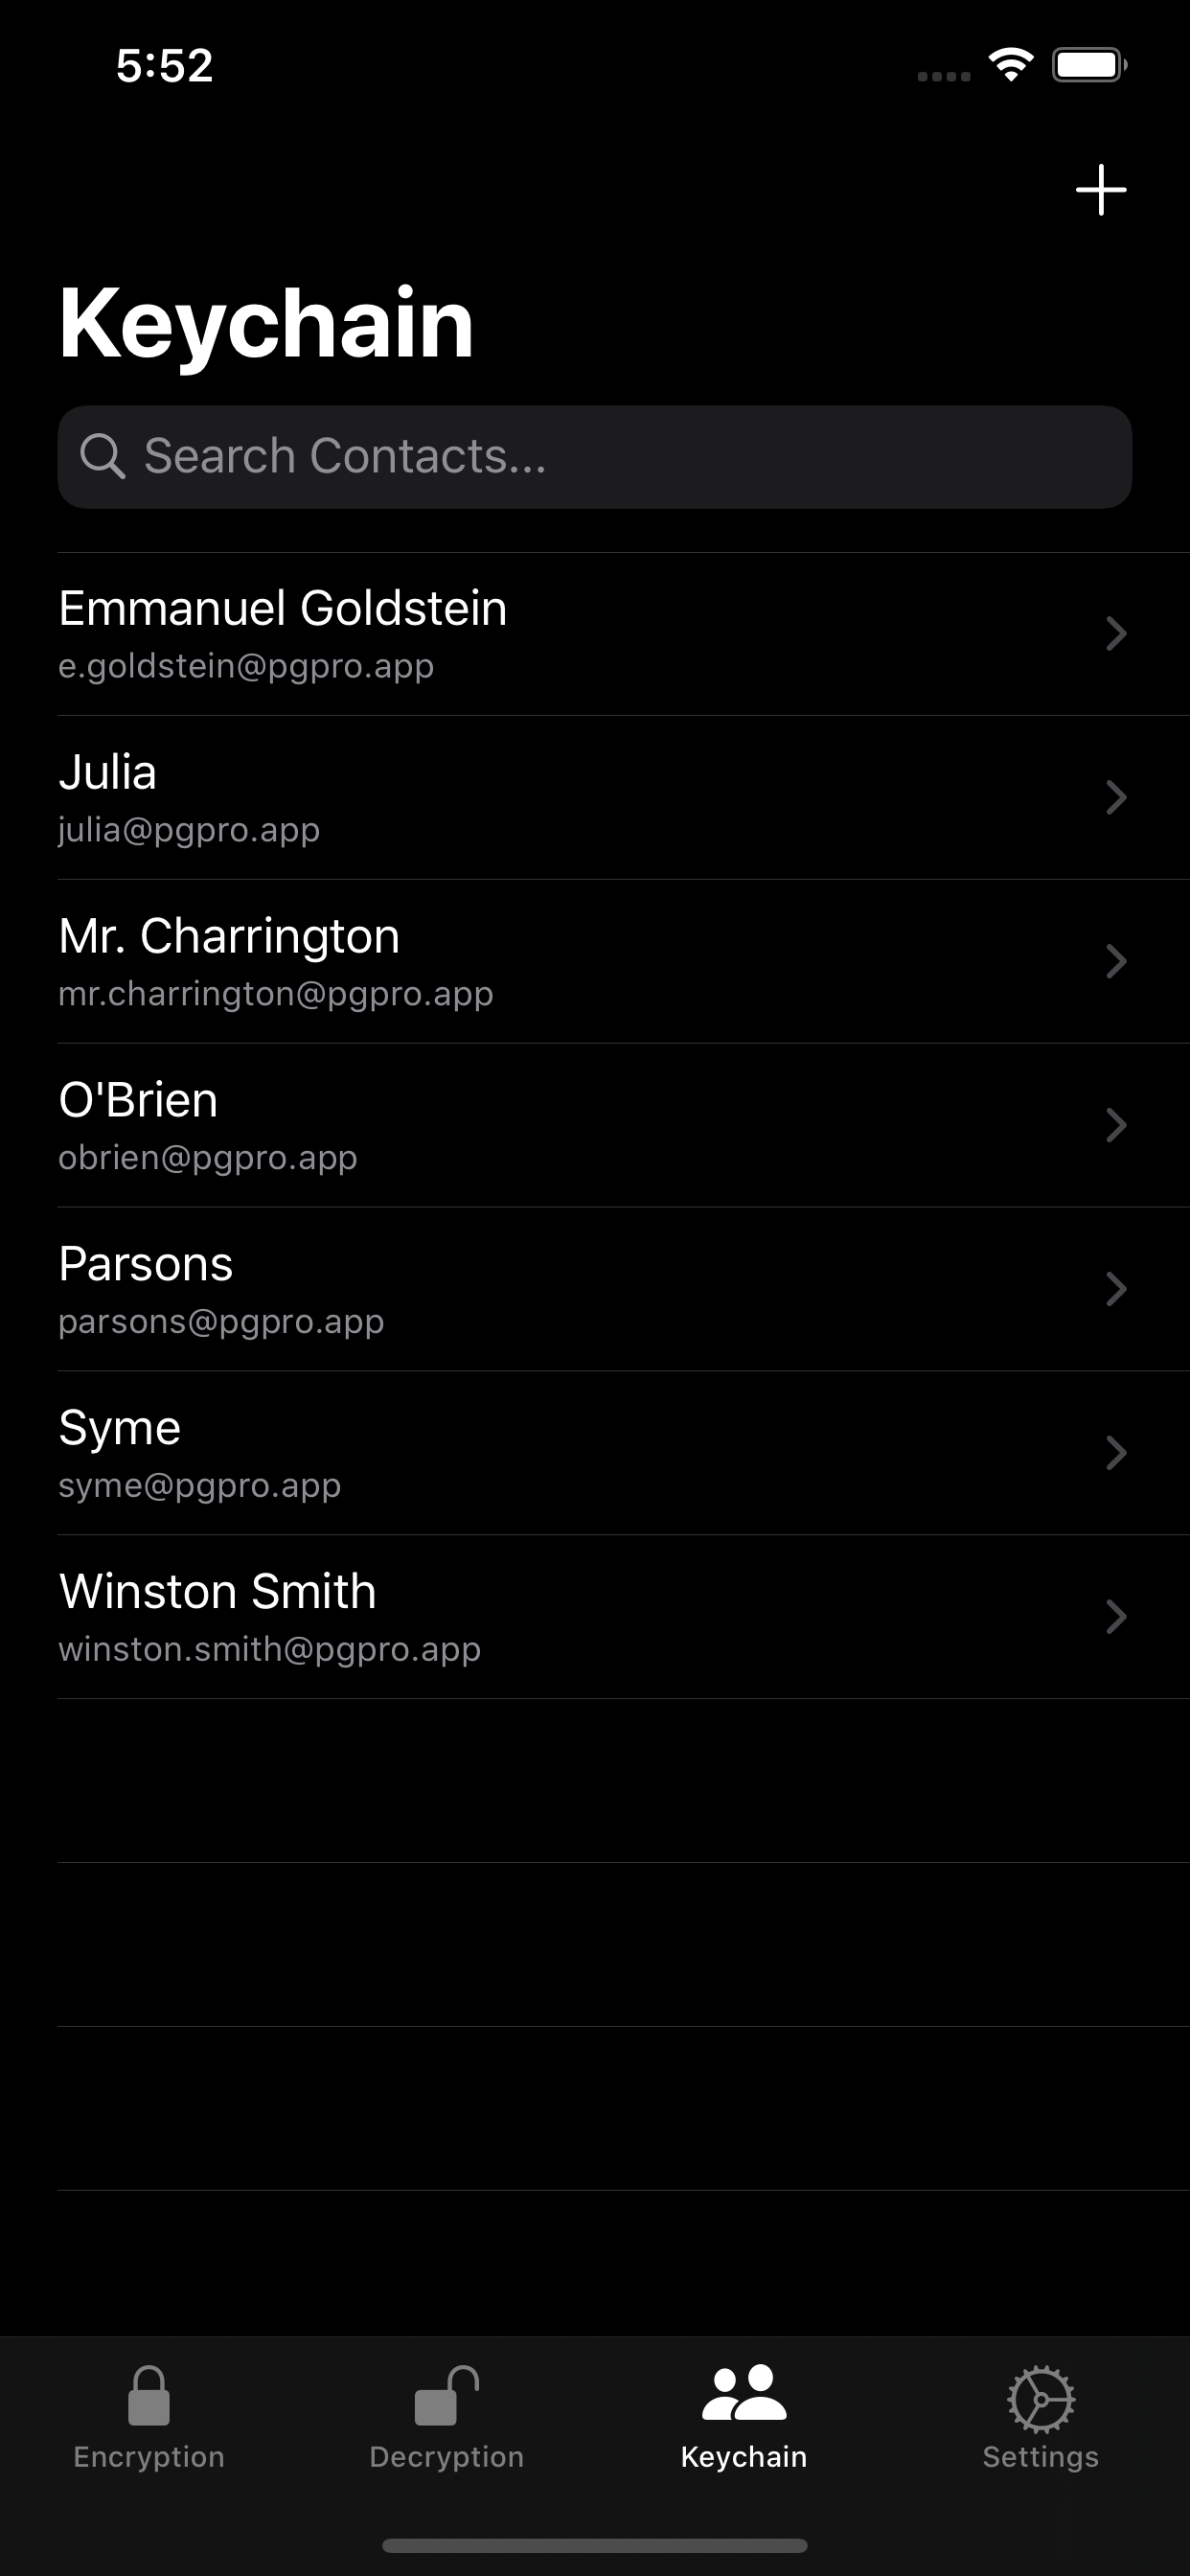 5:52
Keychain
Search Contacts...
Emmanuel Goldstein
e.goldstein@pgpro.app
Julia
julia@pgpro.app
Mr. Charrington
mr.charrington@pgpro.app
O'Brien
obrien@pgpro.app
Parsons
parsons@pgpro.app
Syme
syme@pgpro.app
Winston Smith
winston.smith@pgpro.app
Encryption Decryption Keychain Settings